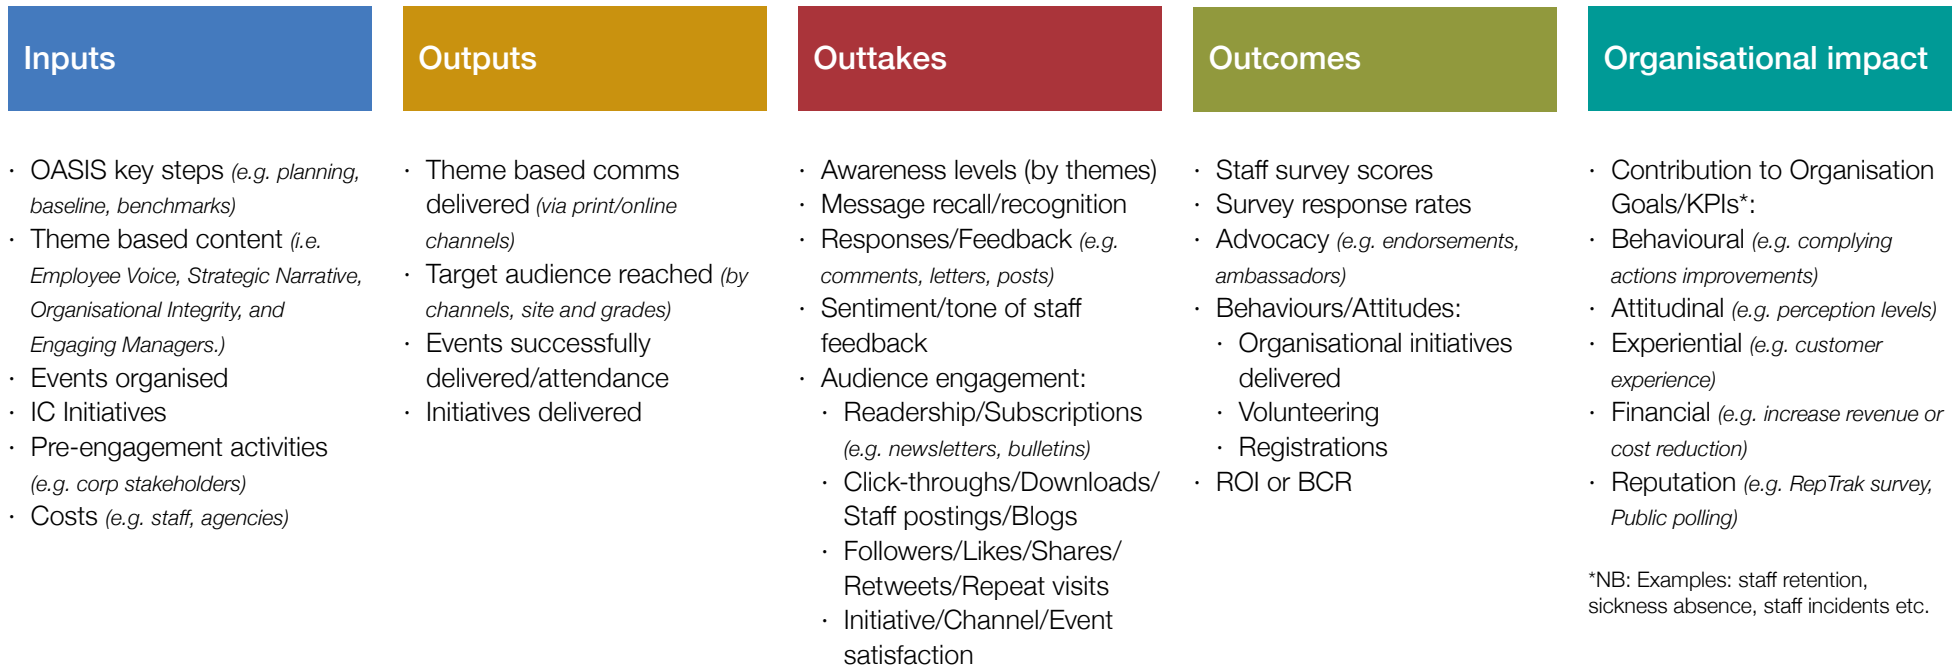 Inputs
· OASIS key steps (e.g. planning,
baseline, benchmarks)
· Theme based content (i.e.
Employee Voice, Strategic Narrative,
Organisational Integrity, and
Engaging Managers.)
· Events organised
· IC Initiatives
· Pre-engagement activities
(e.g. corp stakeholders)
· Costs (e.g. staff, agencies)
Outputs
· Theme based comms
delivered (via print/online
channels)
· Target audience reached (by
channels, site and grades)
· Events successfully
delivered/attendance
· Initiatives delivered
Outtakes
· Awareness levels (by themes)
· Message recall/recognition
· Responses/Feedback (e.g.
comments, letters, posts)
· Sentiment/tone of staff
feedback
· Audience engagement:
· Readership/Subscriptions
(e.g. newsletters, bulletins)
· Click-throughs/Downloads/
Staff postings/Blogs
· Followers/Likes/Shares/
Retweets/Repeat visits
· Initiative/Channel/Event
satisfaction
Outcomes
· Staff survey scores
· Survey response rates
· Advocacy (e.g. endorsements,
ambassadors)
· Behaviours/Attitudes:
· Organisational initiatives
delivered
· Volunteering
· Registrations
· ROI or BCR
Organisational impact
· Contribution to Organisation
Goals/KPIs*:
· Behavioural (e.g. complying
actions improvements)
· Attitudinal (e.g. perception levels)
· Experiential (e.g. customer
experience)
· Financial (e.g. increase revenue or
cost reduction)
· Reputation (e.g. RepTrak survey,
Public polling)
*NB: Examples: staff retention,
sickness absence, staff incidents etc.